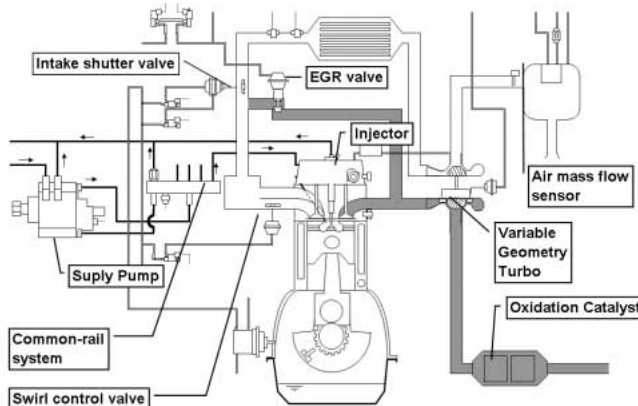 Intake shutter valve
EGR valve
Injector
Air mass flow
sensor
Variable
Geometry
Turbo
Suply Pump
Oxidation Catalyst
Common-rail
system
Swirl control valve